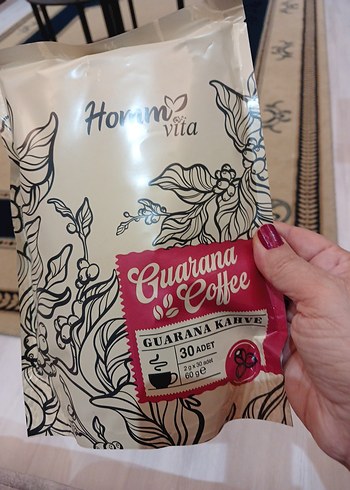 Homm
vita
Guarana
Coffee
GUARANA KAHVE
30 ADET
2 g x 30 adet
60 g e